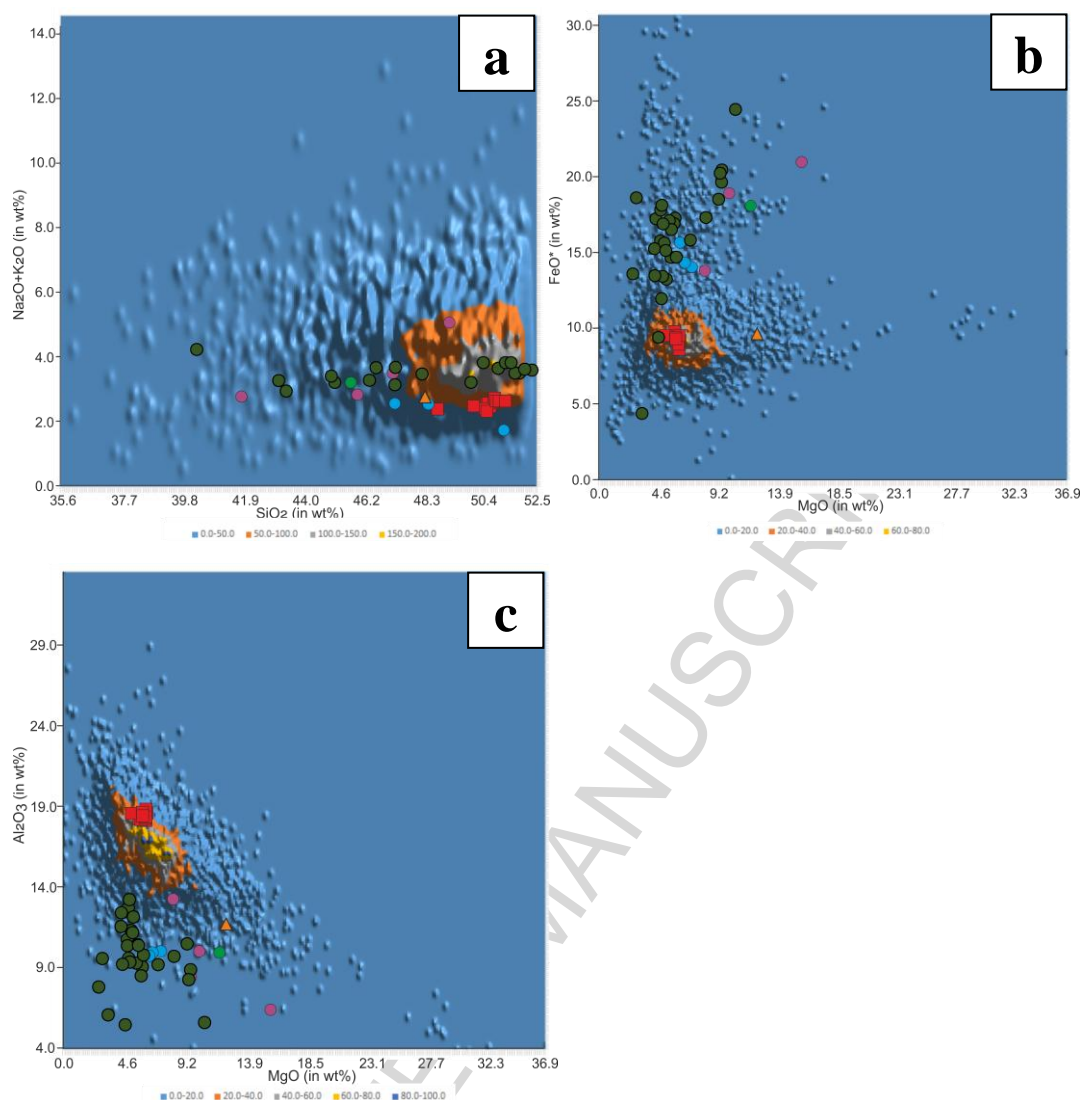 a
14.0
12.0
10.0
8.0
6.0
4.0
2.0
0.0
Na2O+K2O (in wt%)
35.6 37.7 39.8 41.9 44.0 46.2 48.3 50.4 52.5
SiO2 (in wt%)
0.0-50.0 50.0-100.0 100.0-150.0 150.0-200.0
b
30.0
25.0
20.0
15.0
10.0
5.0
0.0
FeO* (in wt%)
0.0 4.6 9.2 13.9 18.5 23.1 27.7 32.3 36.9
MgO (in wt%)
0.0-20.0 20.0-40.0 40.0-60.0 60.0-80.0
c
29.0
24.0
19.0
14.0
9.0
4.0
Al2O3 (in wt%)
0.0 4.6 9.2 13.9 18.5 23.1 27.7 32.3 36.9
MgO (in wt%)
0.0-20.0 20.0-40.0 40.0-60.0 60.0-80.0 80.0-100.0
MANUSCR